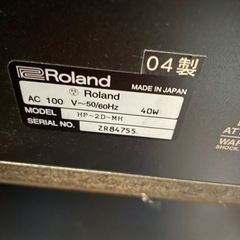 Roland
MADE IN JAPAN
04製
Roland
AC 100 V～50/60Hz 40W
MODEL HP-2D-MH
SERIAL NO. ZR84755